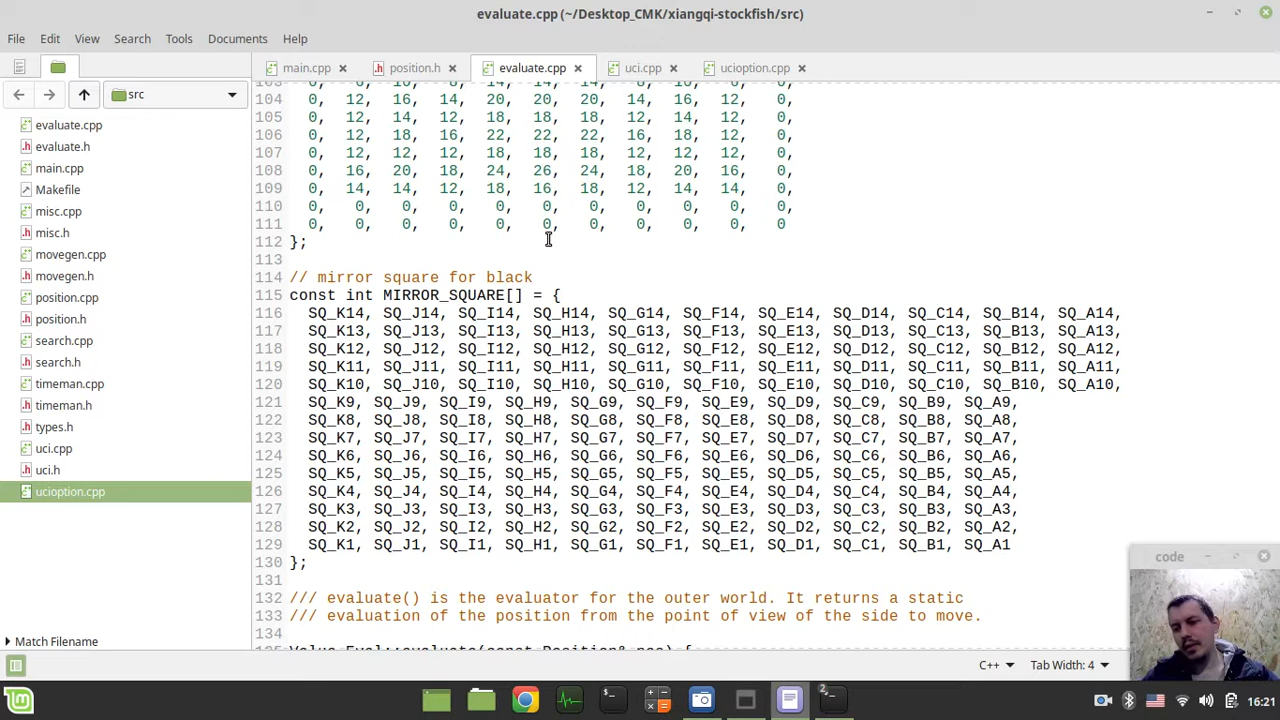 evaluate.cpp (~/Desktop_CMK/xiangqi-stockfish/src)
File Edit View Search Tools Documents Help
main.cpp position.h evaluate.cpp uci.cpp ucioption.cpp
src
evaluate.cpp
evaluate.h
main.cpp
Makefile
misc.cpp
misc.h
movegen.cpp
movegen.h
position.cpp
position.h
search.cpp
search.h
timeman.cpp
timeman.h
types.h
uci.cpp
uci.h
ucioption.cpp
Match Filename
104 0, 12, 16, 14, 20, 20, 20, 14, 16, 12, 0,
105 0, 12, 14, 12, 18, 18, 18, 12, 14, 12, 0,
106 0, 12, 18, 16, 22, 22, 22, 16, 18, 12, 0,
107 0, 12, 12, 12, 18, 18, 18, 12, 12, 12, 0,
108 0, 16, 20, 18, 24, 26, 24, 18, 20, 16, 0,
109 0, 14, 14, 12, 18, 16, 18, 12, 14, 14, 0,
110 0, 0, 0, 0, 0, 0, 0, 0, 0, 0, 0,
111 0, 0, 0, 0, 0, 0, 0, 0, 0, 0, 0
112 };
113
114 // mirror square for black
115 const int MIRROR_SQUARE[] = {
116 SQ_K14, SQ_J14, SQ_I14, SQ_H14, SQ_G14, SQ_F14, SQ_E14, SQ_D14, SQ_C14, SQ_B14, SQ_A14,
117 SQ_K13, SQ_J13, SQ_I13, SQ_H13, SQ_G13, SQ_F13, SQ_E13, SQ_D13, SQ_C13, SQ_B13, SQ_A13,
118 SQ_K12, SQ_J12, SQ_I12, SQ_H12, SQ_G12, SQ_F12, SQ_E12, SQ_D12, SQ_C12, SQ_B12, SQ_A12,
119 SQ_K11, SQ_J11, SQ_I11, SQ_H11, SQ_G11, SQ_F11, SQ_E11, SQ_D11, SQ_C11, SQ_B11, SQ_A11,
120 SQ_K10, SQ_J10, SQ_I10, SQ_H10, SQ_G10, SQ_F10, SQ_E10, SQ_D10, SQ_C10, SQ_B10, SQ_A10,
121 SQ_K9, SQ_J9, SQ_I9, SQ_H9, SQ_G9, SQ_F9, SQ_E9, SQ_D9, SQ_C9, SQ_B9, SQ_A9,
122 SQ_K8, SQ_J8, SQ_I8, SQ_H8, SQ_G8, SQ_F8, SQ_E8, SQ_D8, SQ_C8, SQ_B8, SQ_A8,
123 SQ_K7, SQ_J7, SQ_I7, SQ_H7, SQ_G7, SQ_F7, SQ_E7, SQ_D7, SQ_C7, SQ_B7, SQ_A7,
124 SQ_K6, SQ_J6, SQ_I6, SQ_H6, SQ_G6, SQ_F6, SQ_E6, SQ_D6, SQ_C6, SQ_B6, SQ_A6,
125 SQ_K5, SQ_J5, SQ_I5, SQ_H5, SQ_G5, SQ_F5, SQ_E5, SQ_D5, SQ_C5, SQ_B5, SQ_A5,
126 SQ_K4, SQ_J4, SQ_I4, SQ_H4, SQ_G4, SQ_F4, SQ_E4, SQ_D4, SQ_C4, SQ_B4, SQ_A4,
127 SQ_K3, SQ_J3, SQ_I3, SQ_H3, SQ_G3, SQ_F3, SQ_E3, SQ_D3, SQ_C3, SQ_B3, SQ_A3,
128 SQ_K2, SQ_J2, SQ_I2, SQ_H2, SQ_G2, SQ_F2, SQ_E2, SQ_D2, SQ_C2, SQ_B2, SQ_A2,
129 SQ_K1, SQ_J1, SQ_I1, SQ_H1, SQ_G1, SQ_F1, SQ_E1, SQ_D1, SQ_C1, SQ_B1, SQ_A1
130 };
131
132 /// evaluate() is the evaluator for the outer world. It returns a static
133 /// evaluation of the position from the point of view of the side to move.
134
code
C++ Tab Width: 4
16:21